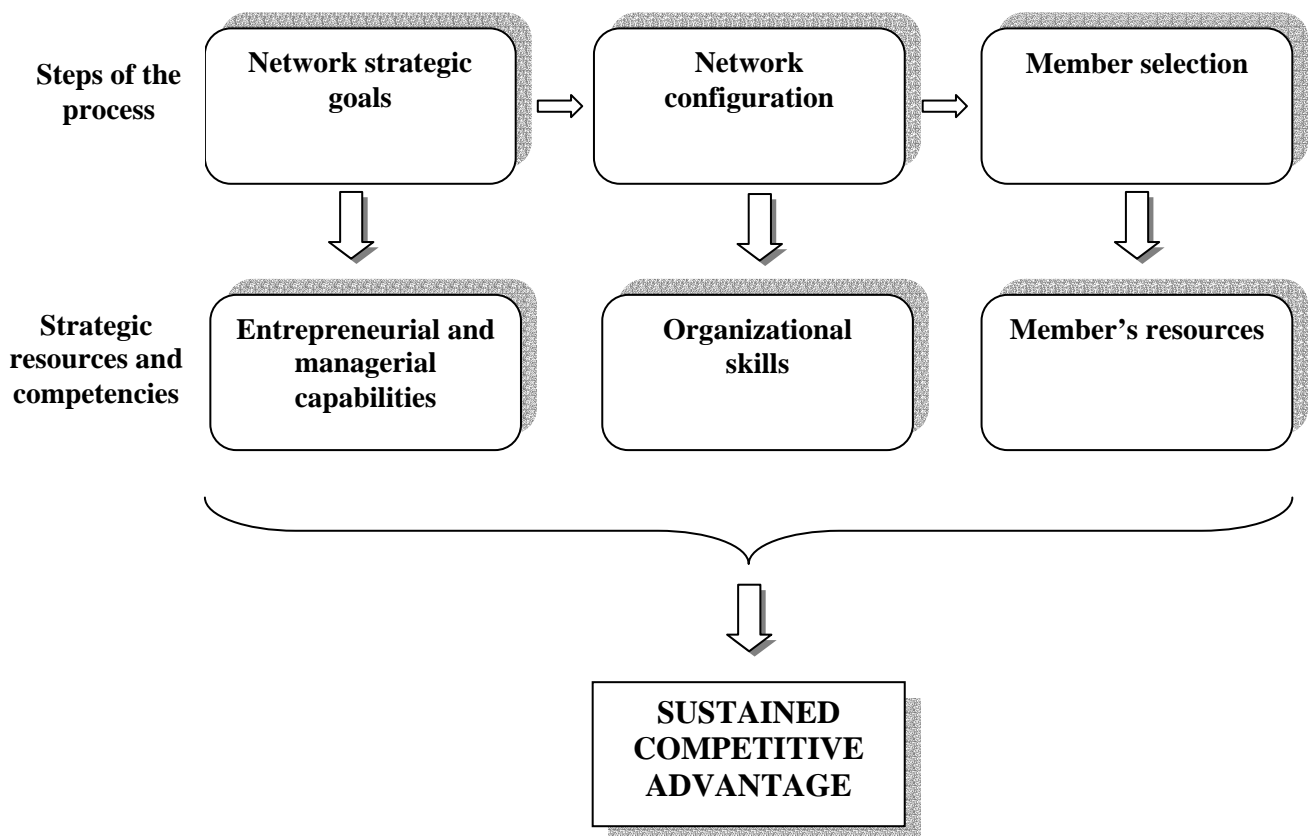 Steps of the
process
Network strategic
goals
Network
configuration
Member selection
Strategic
resources and
competencies
Entrepreneurial and
managerial
capabilities
Organizational
skills
Member’s resources
SUSTAINED
COMPETITIVE
ADVANTAGE